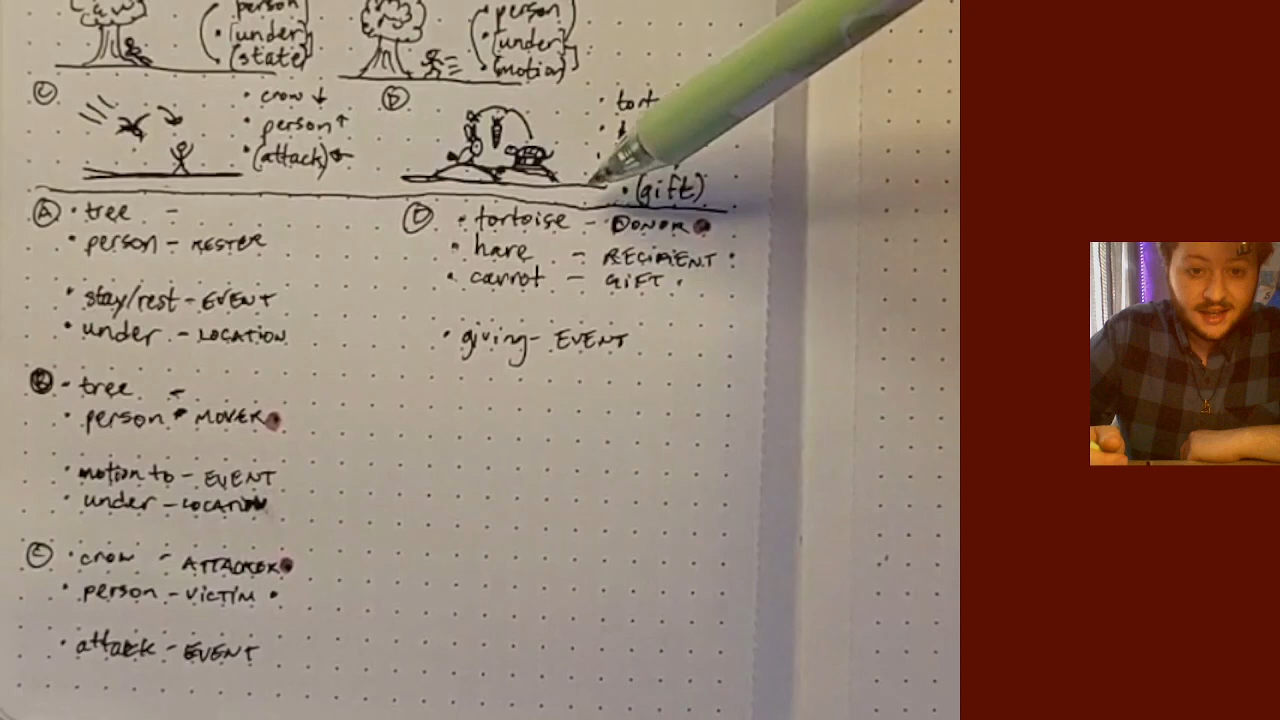 person
(under)
(state)
person
(under)
(motion)
C
crow ↓
person ↑
(attack)
D
(gift)
A • tree -
• person - RESTER
• stay/rest - EVENT
• under - LOCATION
B - tree -
• person - MOVER
• motion to - EVENT
• under - LOCATION
C • crow - ATTACKER
• person - VICTIM •
• attack - EVENT
D • tortoise - DONOR
• hare - RECIPIENT •
• carrot - GIFT •
• giving - EVENT